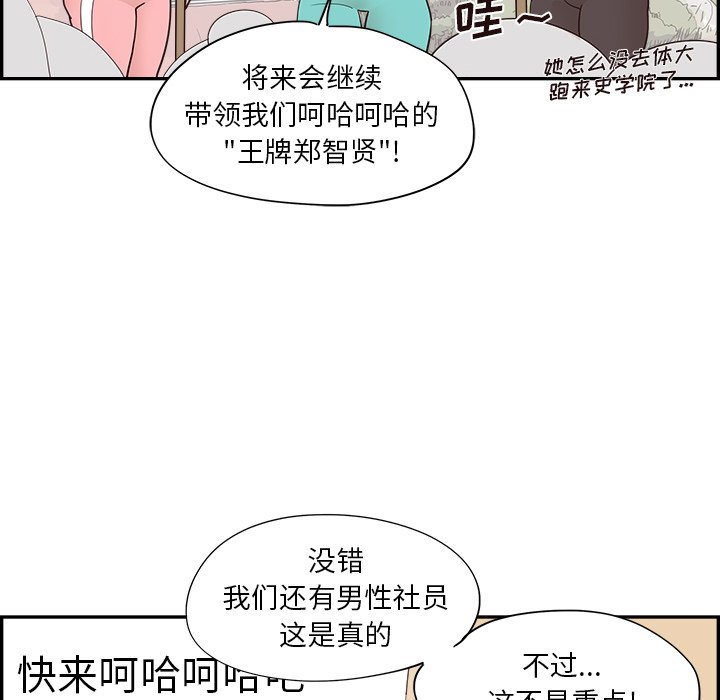 哇~
她怎么没去体大
跑来史学院了...
将来会继续
带领我们呵哈呵哈的
"王牌郑智贤"!
没错
我们还有男性社员
这是真的
快来呵哈呵哈吧
不过...
这不是重点!